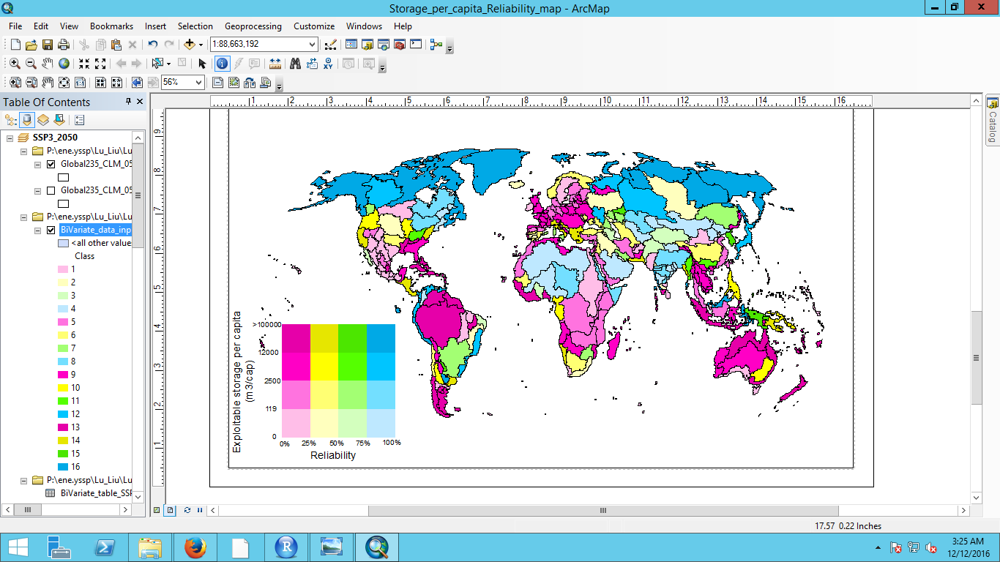 Storage_per_capita_Reliability_map - ArcMap
File Edit View Bookmarks Insert Selection Geoprocessing Customize Windows Help
1:88,663,192
56%
Table Of Contents
SSP3_2050
P:\ene.yssp\Lu_Liu\Lu
Global235_CLM_05
Global235_CLM_05
P:\ene.yssp\Lu_Liu\Lu
BiVariate_data_inp
<all other value
Class
1
2
3
4
5
6
7
8
9
10
11
12
13
14
15
16
P:\ene.yssp\Lu_Liu\Lu
BiVariate_table_SSP
1 2 3 4 5 6 7 8 9 10 11 12 13 14 15 16
9
8
7
6
5
4
3
2
1
Exploitable storage per capita
(m3/cap)
>100000
12000
2500
119
0
0% 25% 50% 75% 100%
Reliability
Catalog
17.57 0.22 Inches
3:25 AM
12/12/2016